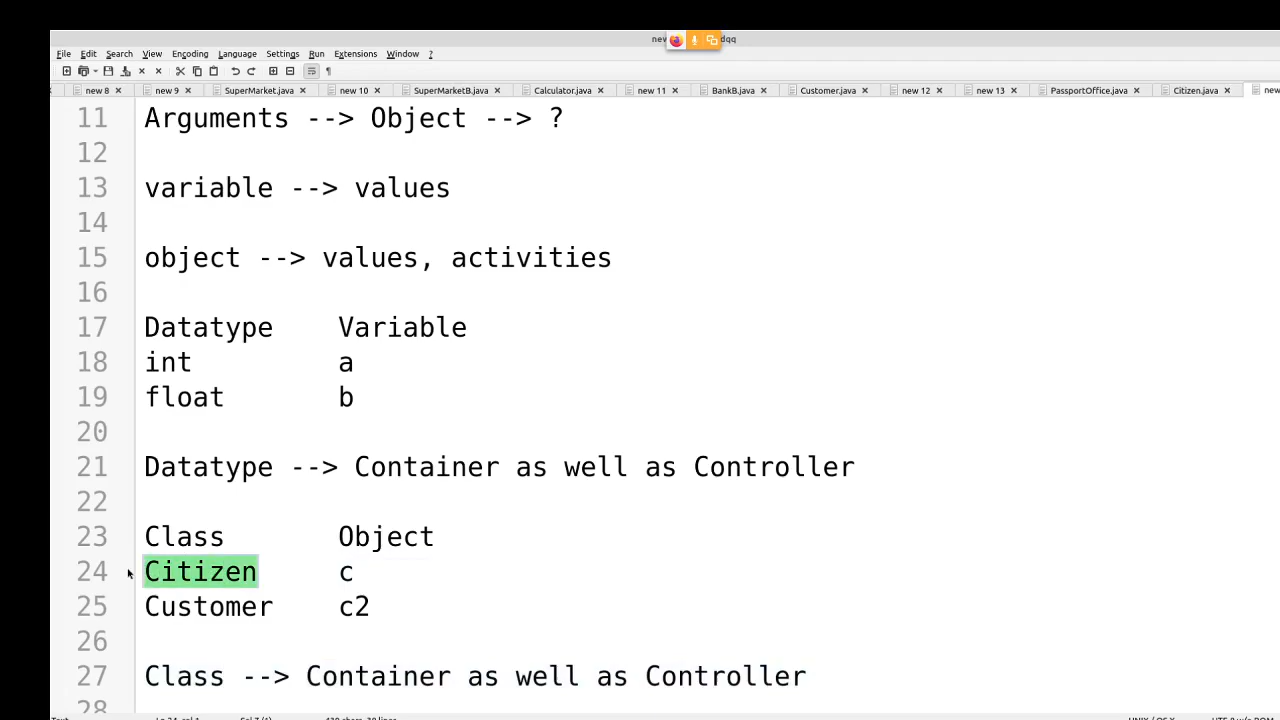 File Edit Search View Encoding Language Settings Run Extensions Window ?
new 8 new 9 SuperMarket.java new 10 SuperMarketB.java Calculator.java new 11 BankB.java Customer.java new 12 new 13 PassportOffice.java Citizen.java new
11 Arguments --> Object --> ?
12
13 variable --> values
14
15 object --> values, activities
16
17 Datatype Variable
18 int a
19 float b
20
21 Datatype --> Container as well as Controller
22
23 Class Object
24 Citizen c
25 Customer c2
26
27 Class --> Container as well as Controller
28